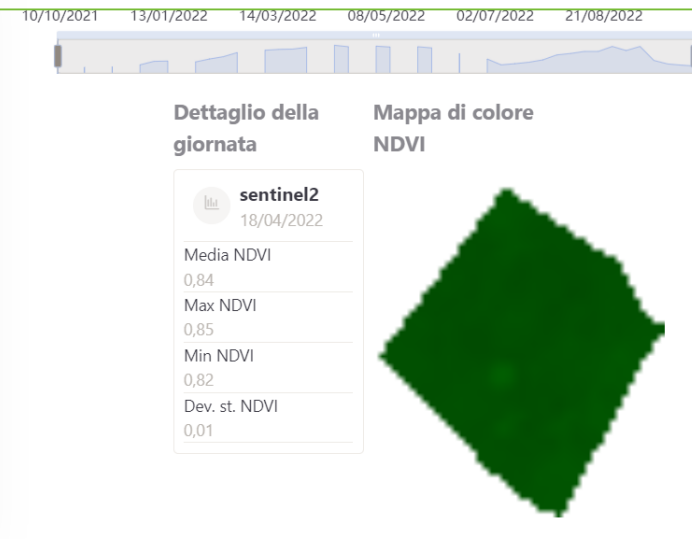 10/10/2021 13/01/2022 14/03/2022 08/05/2022 02/07/2022 21/08/2022
Dettaglio della
giornata
Mappa di colore
NDVI
sentinel2
18/04/2022
Media NDVI
0,84
Max NDVI
0,85
Min NDVI
0,82
Dev. st. NDVI
0,01